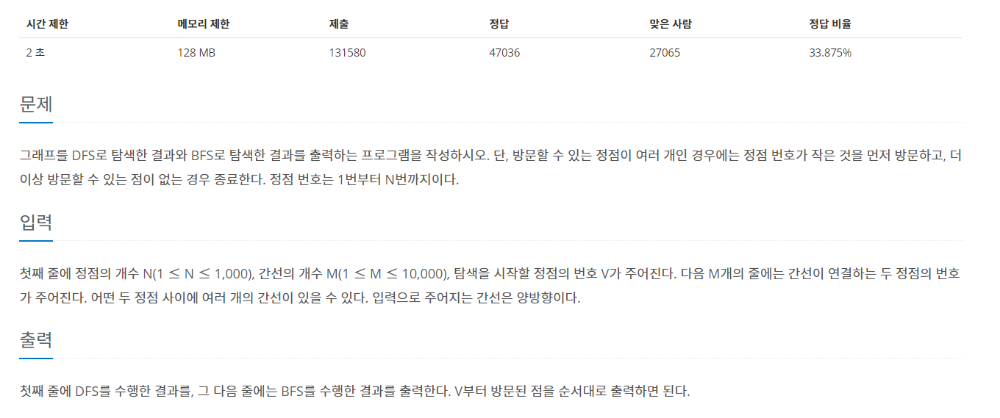 시간 제한 메모리 제한 제출 정답 맞은 사람 정답 비율
2 초 128 MB 131580 47036 27065 33.875%
문제
그래프를 DFS로 탐색한 결과와 BFS로 탐색한 결과를 출력하는 프로그램을 작성하시오. 단, 방문할 수 있는 정점이 여러 개인 경우에는 정점 번호가 작은 것을 먼저 방문하고, 더
이상 방문할 수 있는 점이 없는 경우 종료한다. 정점 번호는 1번부터 N번까지이다.
입력
첫째 줄에 정점의 개수 N(1 ≤ N ≤ 1,000), 간선의 개수 M(1 ≤ M ≤ 10,000), 탐색을 시작할 정점의 번호 V가 주어진다. 다음 M개의 줄에는 간선이 연결하는 두 정점의 번호
가 주어진다. 어떤 두 정점 사이에 여러 개의 간선이 있을 수 있다. 입력으로 주어지는 간선은 양방향이다.
출력
첫째 줄에 DFS를 수행한 결과를, 그 다음 줄에는 BFS를 수행한 결과를 출력한다. V부터 방문된 점을 순서대로 출력하면 된다.